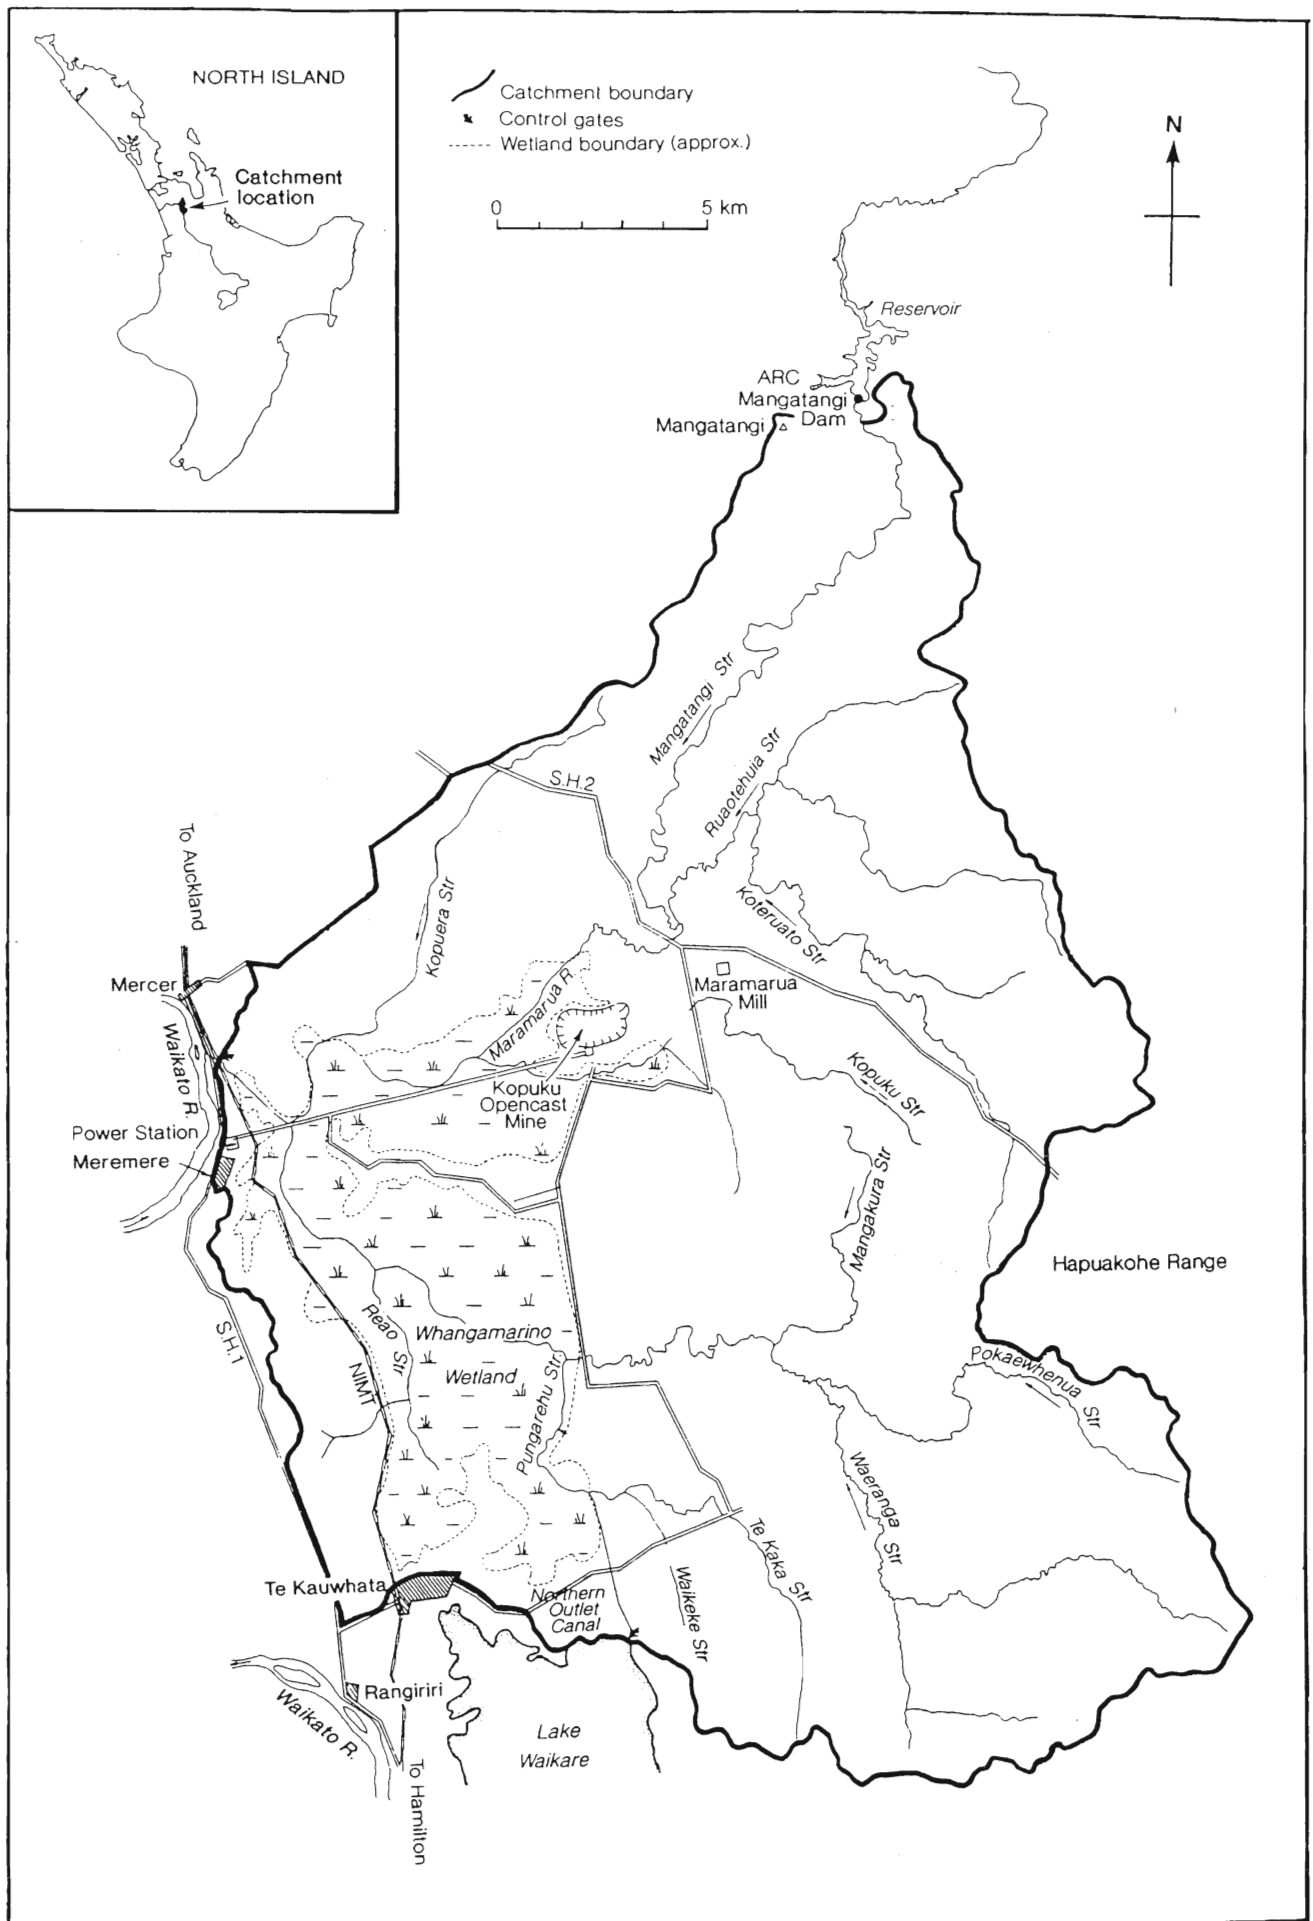 NORTH ISLAND
Catchment
location
Catchment boundary
Control gates
Wetland boundary (approx.)
0 5 km
N
Reservoir
ARC
Mangatangi
Dam
Mangatangi
Mangatangi Str
Ruaotehuia Str
S.H.2
To Auckland
Kopuera Str
Koteruato Str
Mercer
Maramarua R.
Maramarua
Mill
Waikato R.
Kopuku Str
Kopuku
Opencast
Mine
Power Station
Meremere
Mangakura Str
Hapuakohe Range
S.H.1
Reao Str
Whangamarino
Wetland
NIMT
Pungarehu Str.
Pokaewhenua Str
Waeranga Str
Te Kaka Str
Waikeke Str
Te Kauwhata
Northern
Outlet
Canal
Rangiriri
Waikato R.
Lake
Waikare
To Hamilton